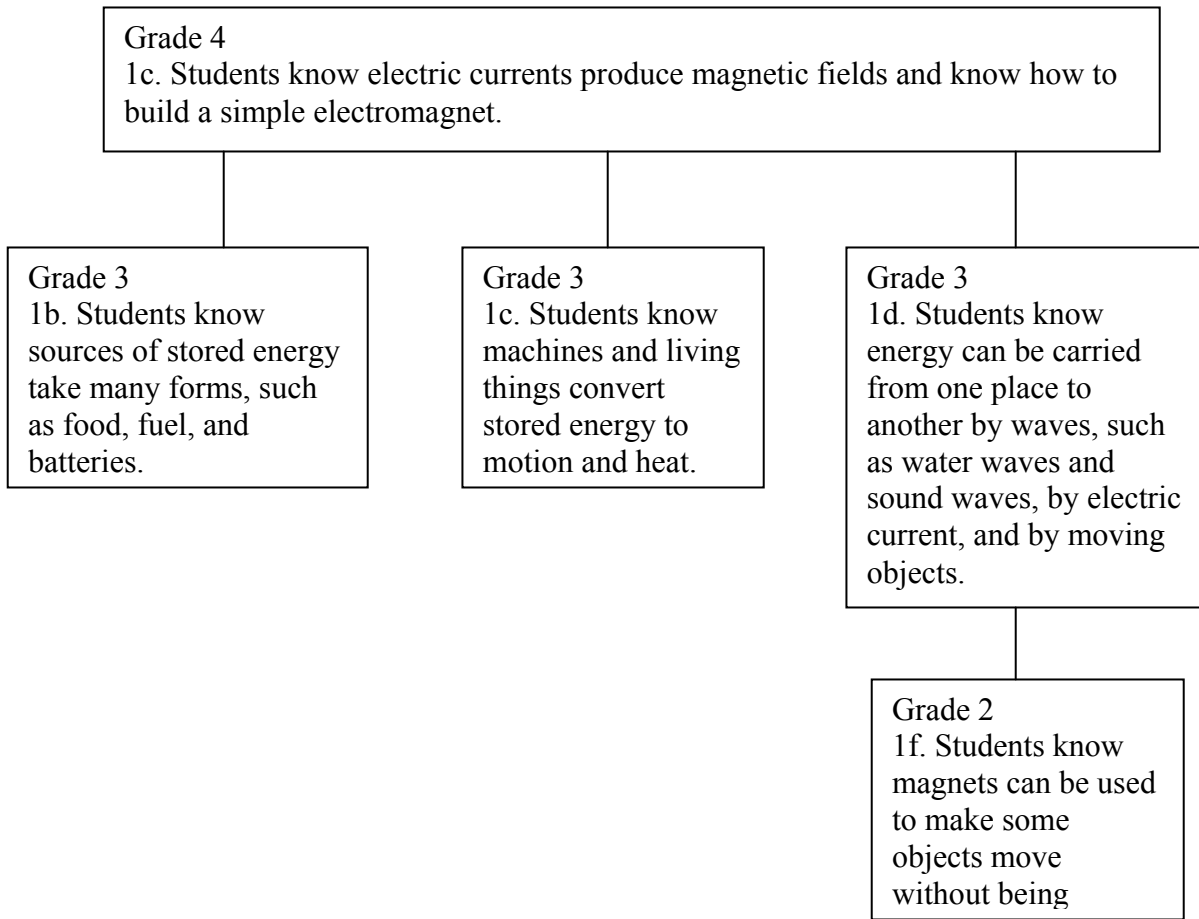 Grade 4
1c. Students know electric currents produce magnetic fields and know how to
build a simple electromagnet.
Grade 3
1b. Students know
sources of stored energy
take many forms, such
as food, fuel, and
batteries.
Grade 3
1c. Students know
machines and living
things convert
stored energy to
motion and heat.
Grade 3
1d. Students know
energy can be carried
from one place to
another by waves, such
as water waves and
sound waves, by electric
current, and by moving
objects.
Grade 2
1f. Students know
magnets can be used
to make some
objects move
without being